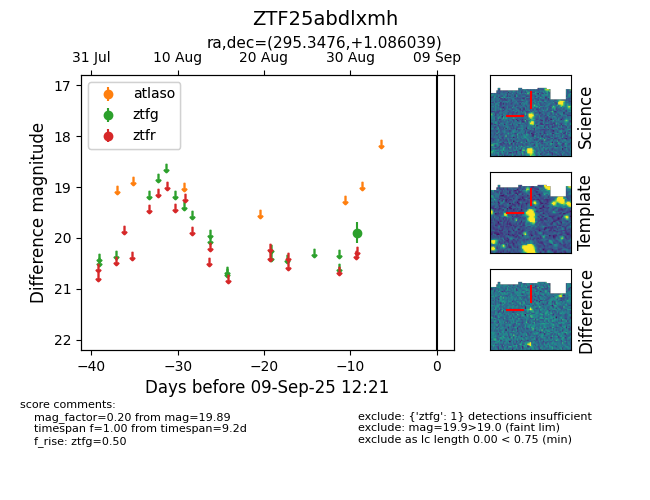 ZTF25abdlxmh
ra,dec=(295.3476,+1.086039)
31 Jul
10 Aug
20 Aug
30 Aug
09 Sep
17
18
19
20
21
22
Difference magnitude
atlaso
ztfg
ztfr
−40
−30
−20
−10
0
Days before 09-Sep-25 12:21
Science
Template
Difference
score comments:
mag_factor=0.20 from mag=19.89
timespan f=1.00 from timespan=9.2d
f_rise: ztfg=0.50
exclude: {'ztfg': 1} detections insufficient
exclude: mag=19.9>19.0 (faint lim)
exclude as lc length 0.00 < 0.75 (min)